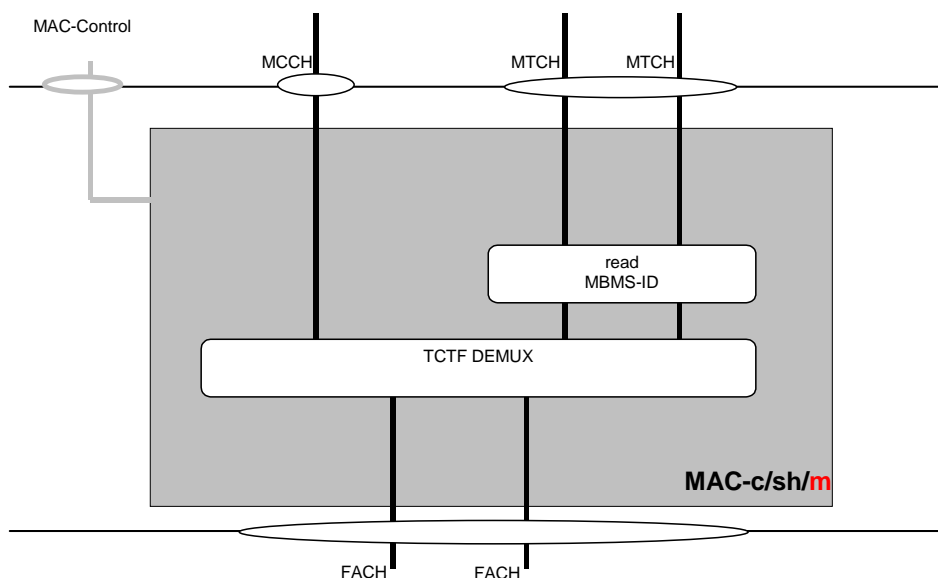 MAC-Control
MCCH
MTCH
MTCH
read
MBMS-ID
TCTF DEMUX
MAC-c/sh/m
FACH
FACH